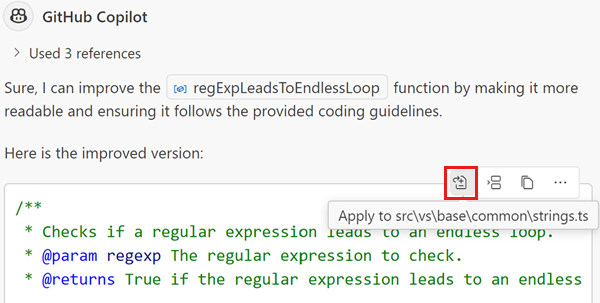 GitHub Copilot
> Used 3 references
Sure, I can improve the regExpLeadsToEndlessLoop function by making it more
readable and ensuring it follows the provided coding guidelines.
Here is the improved version:
Apply to src\vs\base\common\strings.ts
/**
* Checks if a regular expression leads to an endless loop.
* @param regexp The regular expression to check.
* @returns True if the regular expression leads to an endless